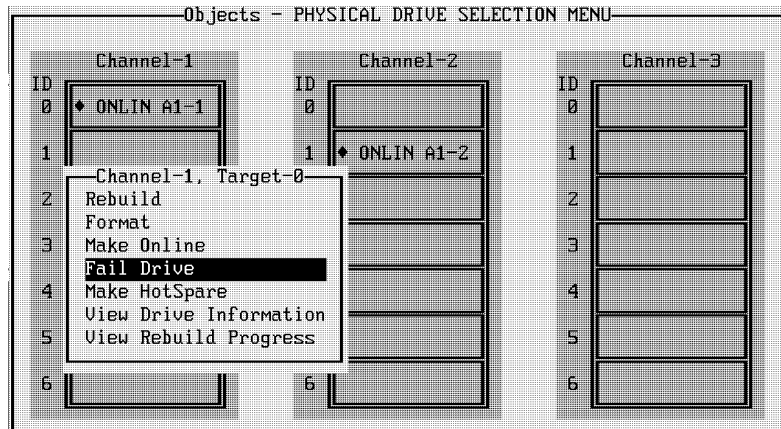 Objects - PHYSICAL DRIVE SELECTION MENU
Channel-1 Channel-2 Channel-3
ID ID ID
0 ♦ ONLIN A1-1 0 0
1 1 ♦ ONLIN A1-2 1
Channel-1, Target-0
2 Rebuild 2
Format
3 Make Online 3
Fail Drive
4 Make HotSpare 4
View Drive Information
5 View Rebuild Progress 5
6 6 6